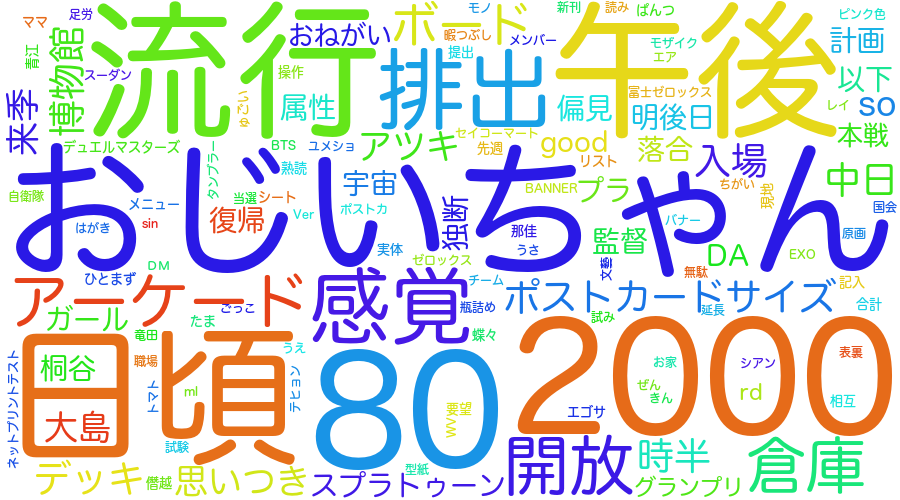 ママ
足労
流行
ボード
モノ
新刊
読み
ぱんつ
午後
ピンク色
おねがい
暇つぶし
メンバー
モザイク
計画
青江
博物館
スーダン
操作
排出
提出
エア
以下
来季
属性
偏見
富士ゼロックス
明後日
レイ
so
デュエルマスターズ
BTS
ユメショ
アツキ
セイコーマート
先週
good
リスト
落合
入場
本戦
中日
自衛隊
タンブラー
熟読
宇宙
BANNER
プラ
ちがい
現地
おじいちゃん
メニュー
当選
シート
復帰
Ver
ポストカ
独断
那佳
うさ
監督
バナー
国会
はがき
sin
実体
ゼロックス
文藝
DA
EXO
原画
DM
ひとまず
チーム
無駄
記入
アーケード
ごっこ
感覚
瓶詰め
ポストカードサイズ
延長
合計
ガール
たま
蝶々
試み
竜田
うえ
日頃
80
2000
桐谷
職場
お家
シアン
表裏
ネットプリントテスト
トマト
ml
テヒョン
ぜん
きん
rd
相互
大島
要望
vv
エゴサ
試験
型紙
開放
時半
倉庫
デッキ
僭越
思いつき
スプラトゥーン
グランプリ